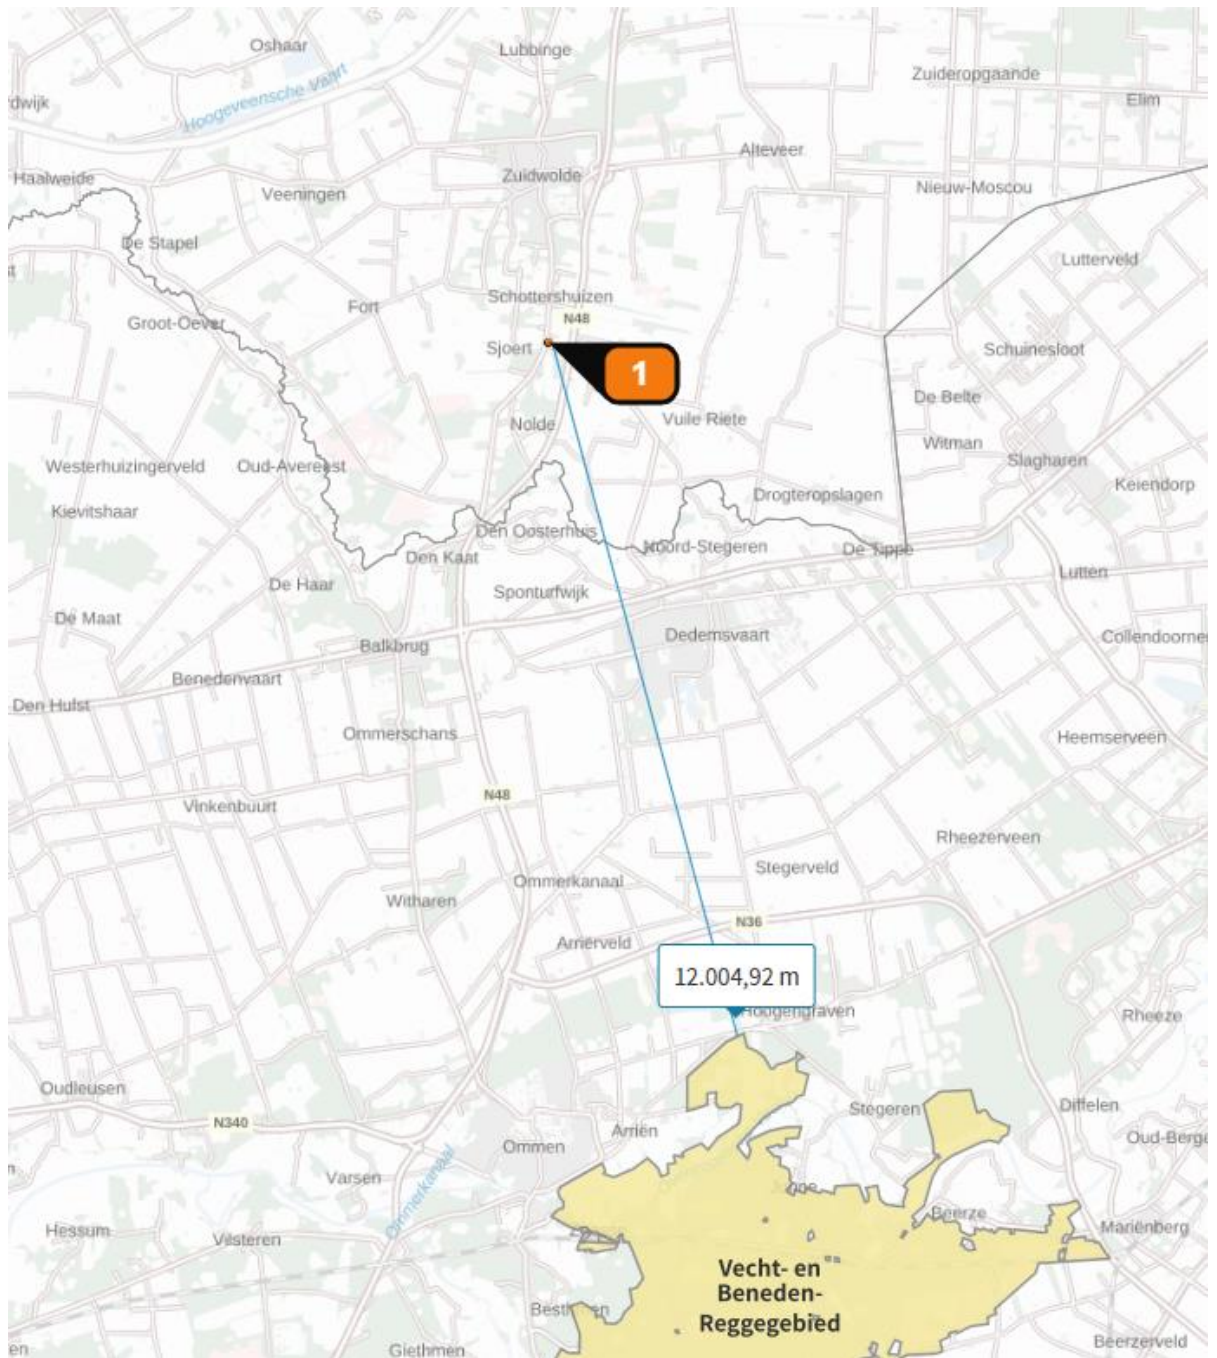 Oshaar
Lubbinge
Zuideropgaande
Hoogeveensche Vaart
rdwijk
Elim
Alteveer
Haalweide
Zuidwolde
Veeningen
Nieuw-Moscou
De Stapel
Lutterveld
Schottershuizen
Fort
N48
Groot-Oever
Sjoert
Schuinesloot
1
De Belte
Nolde
Vuile Riete
Witman
Westerhuizingerveld
Oud-Avereest
Slagharen
Keiendorp
Drogteropslagen
Kievitshaar
Den Oosterhuis
Noord-Stegeren
De Tippe
Den Kaat
Lutten
De Haar
Sponturfwijk
De Maat
Dedemsvaart
Collendoorne
Balkbrug
Benedenvaart
Den Hulst
Ommerschans
Heemserveen
N48
Vinkenbuurt
Rheezerveen
Stegerveld
Ommerkanaal
Witharen
N36
Arriërveld
12.004,92 m
Hoogengraven
Rheeze
Oudleusen
Stegeren
Diffelen
N340
Arriën
Oud-Berge
Ommen
Varsen
Ommerkanaal
Beerze
Hessum
Vilsteren
Mariënberg
Vecht- en
Beneden-
Reggegebied
Besthmen
Giethmen
Beerzerveld
en